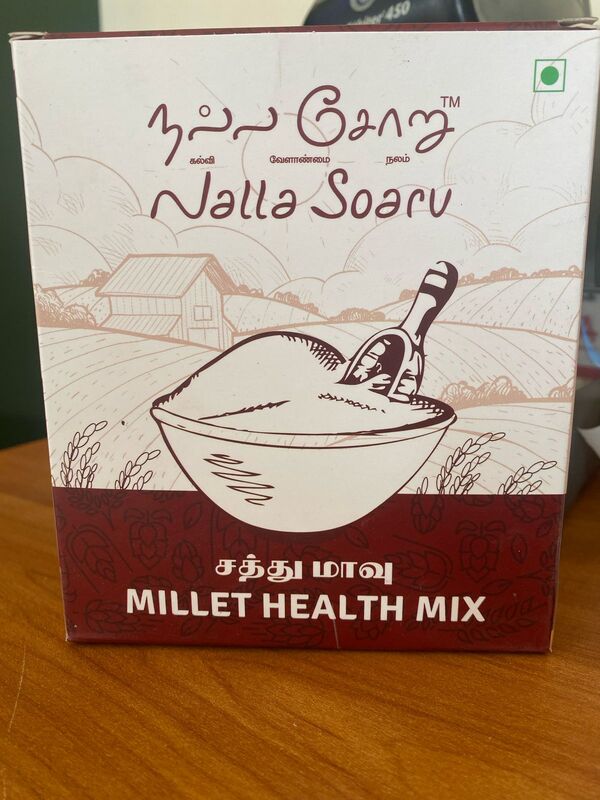 நல்ல சோறு™
கல்வி வேளாண்மை நலம்
Nalla Soaru
சத்து மாவு
MILLET HEALTH MIX